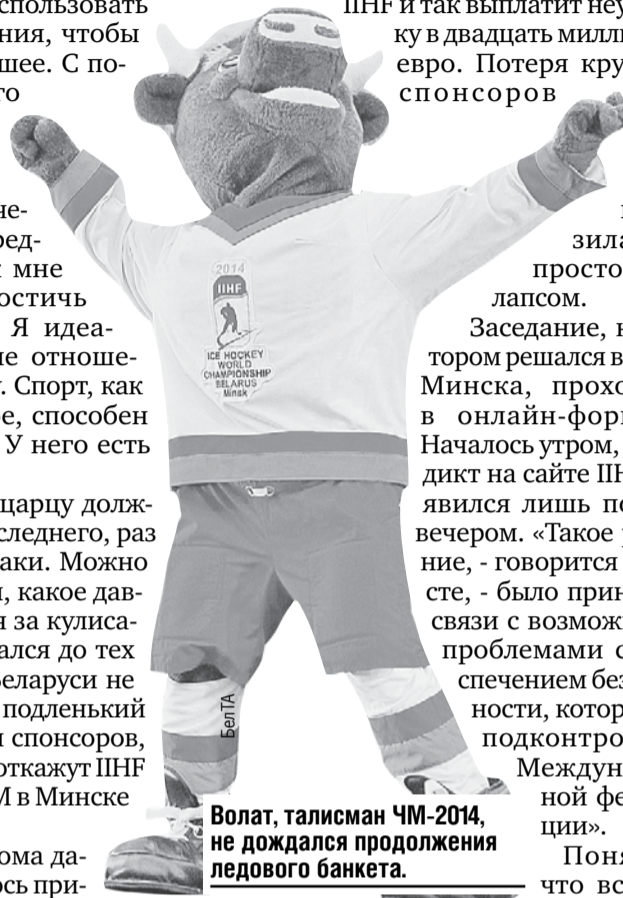 спользовать
ния, чтобы
шее. С по-
го
че-
ред-
мне
остичь
Я идеа-
не отноше-
. Спорт, как
е, способен
У него есть
царцу долж-
следнего, раз
аки. Можно
, какое дав-
я за кулиса-
ался до тех
еларуси не
подленький
спонсоров,
откажут IIHF
М в Минске
ома да-
ось при-
2014
IIHF
ICE HOCKEY
WORLD
CHAMPIONSHIP
BELARUS
Minsk
БелТА
Волат, талисман ЧМ-2014,
не дождался продолжения
ледового банкета.
IIHF и так выплатит неу
ку в двадцать милл
евро. Потеря кру
спонсоров
зила
просто
лапсом.
Заседание, н
тором решался в
Минска, прохо
в онлайн-фор
Началось утром,
дикт на сайте IIH
явился лишь по
вечером. «Такое р
ние, - говорится
сте, - было прин
связи с возмож
проблемами с
спечением без
ности, котор
подконтро
Междун
ной фе
ции».
Поня
что вс